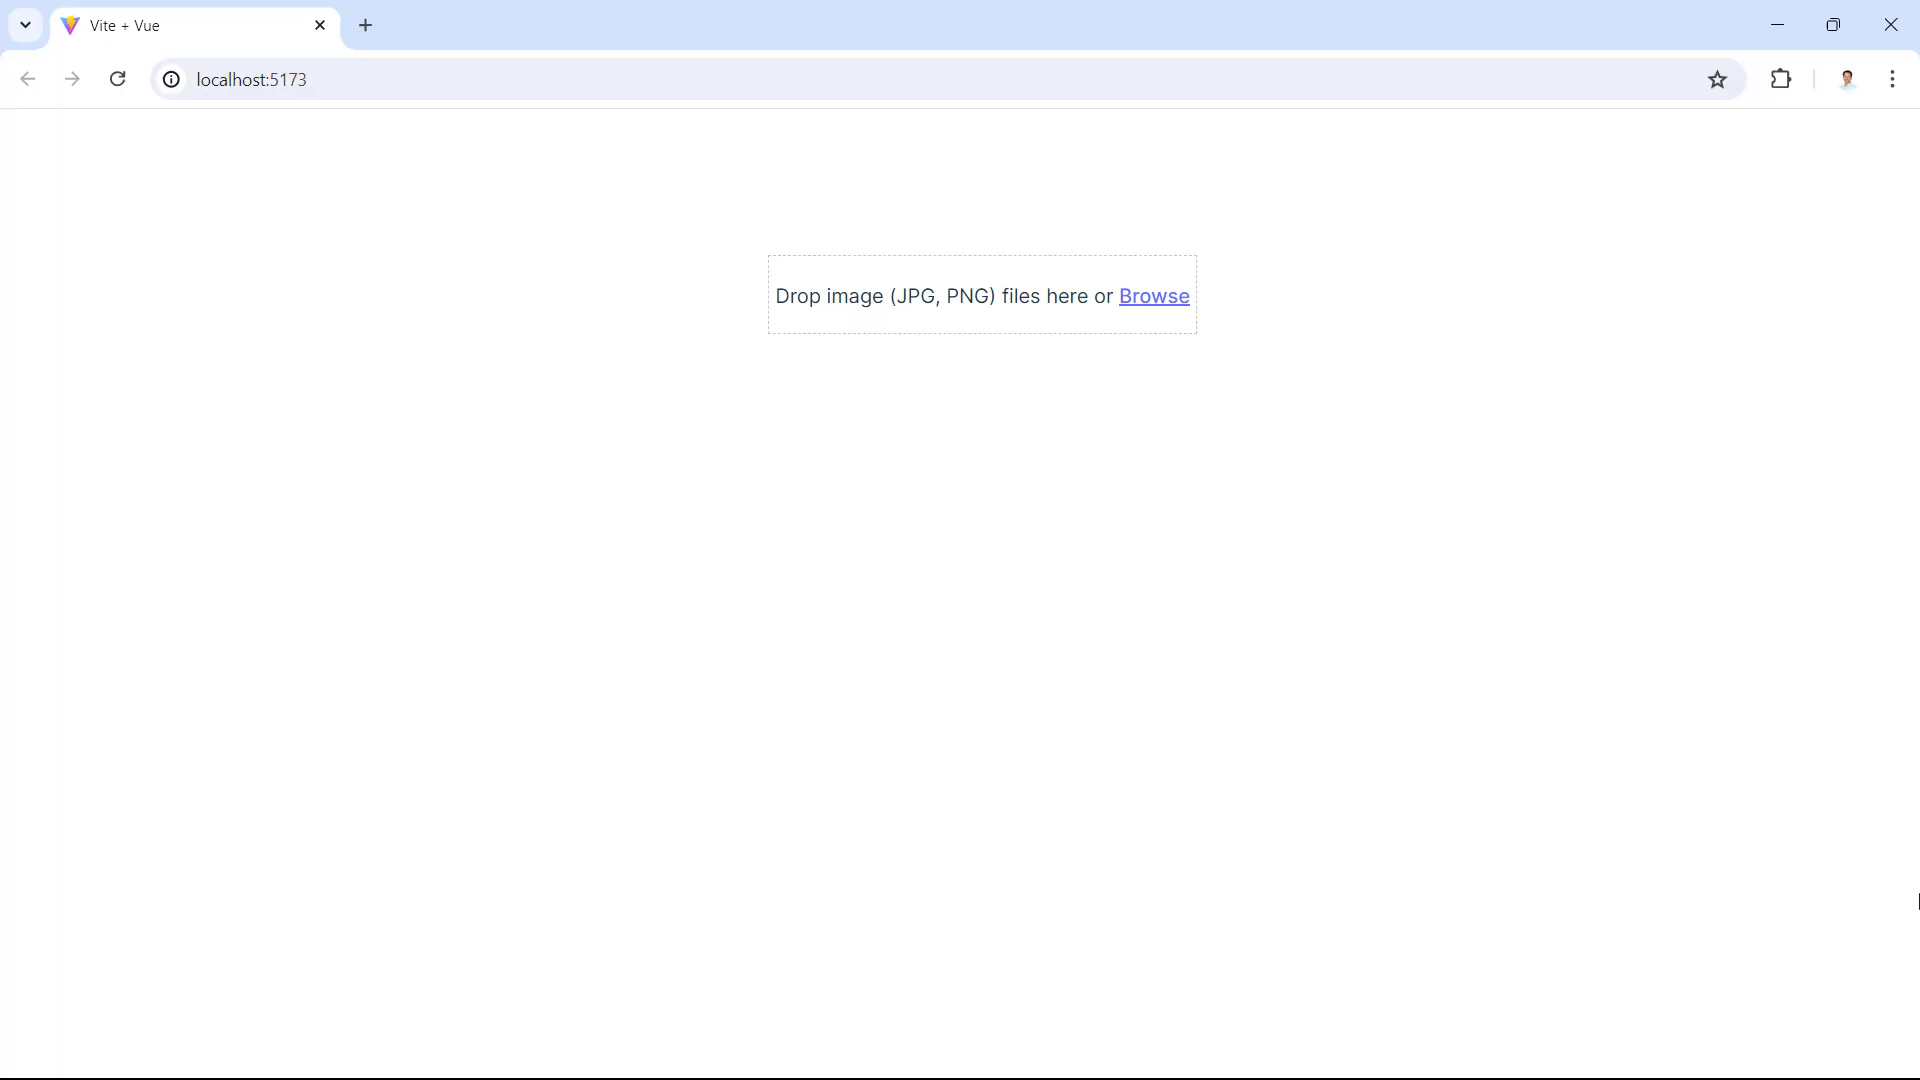 Vite + Vue
localhost:5173
Drop image (JPG, PNG) files here or Browse